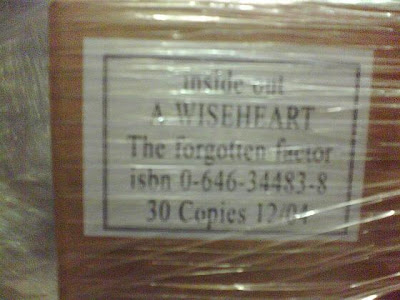 inside out
A WISEHEART
The forgotten factor
isbn 0-646-34483-8
30 Copies 12/04